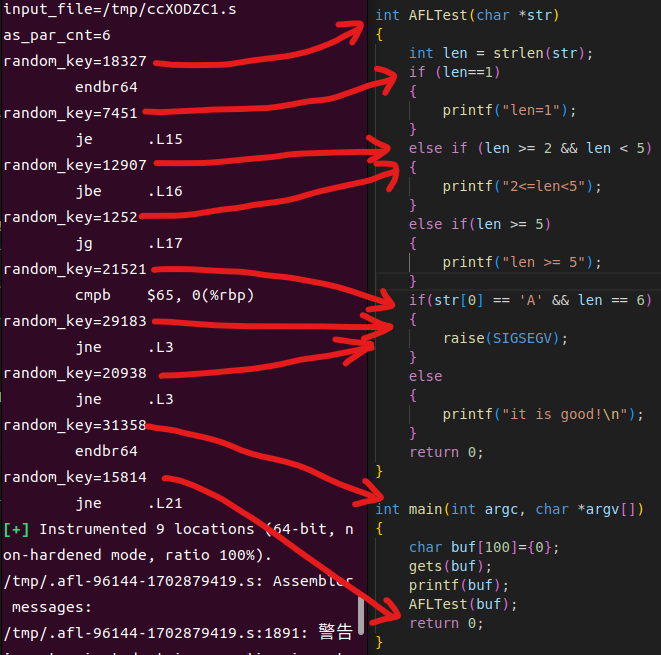 input_file=/tmp/ccXODZC1.s
as_par_cnt=6
random_key=18327
endbr64
random_key=7451
je .L15
random_key=12907
jbe .L16
random_key=1252
jg .L17
random_key=21521
cmpb $65, 0(%rbp)
random_key=29183
jne .L3
random_key=20938
jne .L3
random_key=31358
endbr64
random_key=15814
jne .L21
[+] Instrumented 9 locations (64-bit, n
on-hardened mode, ratio 100%).
/tmp/.afl-96144-1702879419.s: Assembler
messages:
/tmp/.afl-96144-1702879419.s:1891: 警告
int AFLTest(char *str)
{
int len = strlen(str);
if (len==1)
{
printf("len=1");
}
else if (len >= 2 && len < 5)
{
printf("2<=len<5");
}
else if(len >= 5)
{
printf("len >= 5");
}
if(str[0] == 'A' && len == 6)
{
raise(SIGSEGV);
}
else
{
printf("it is good!\n");
}
return 0;
}
int main(int argc, char *argv[])
{
char buf[100]={0};
gets(buf);
printf(buf);
AFLTest(buf);
return 0;
}